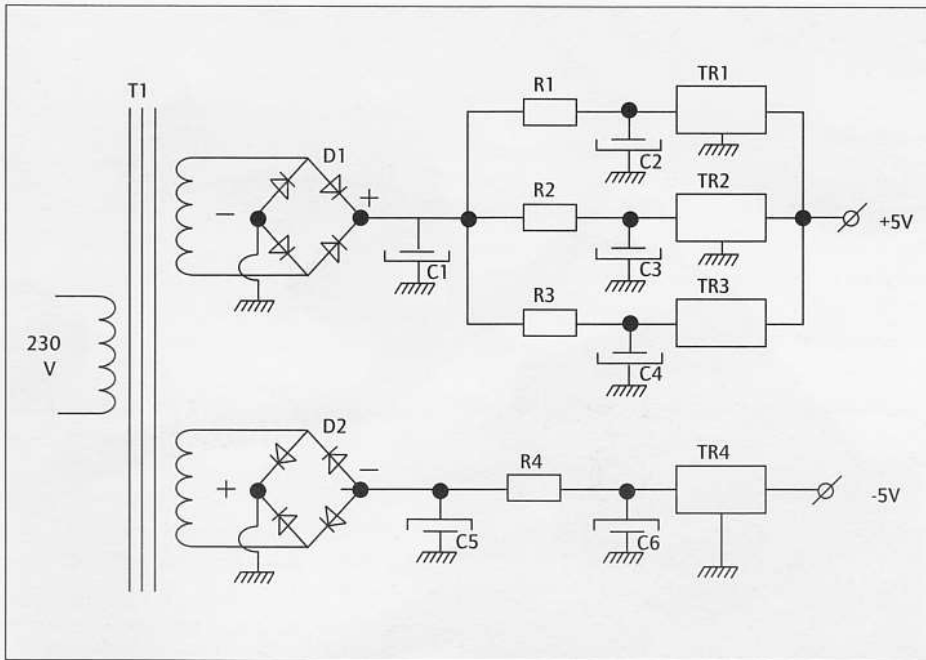 T1
D1
R1
TR1
C2
R2
TR2
+
−
C1
C3
+5V
R3
TR3
C4
230
V
D2
R4
TR4
+
−
C5
C6
-5V